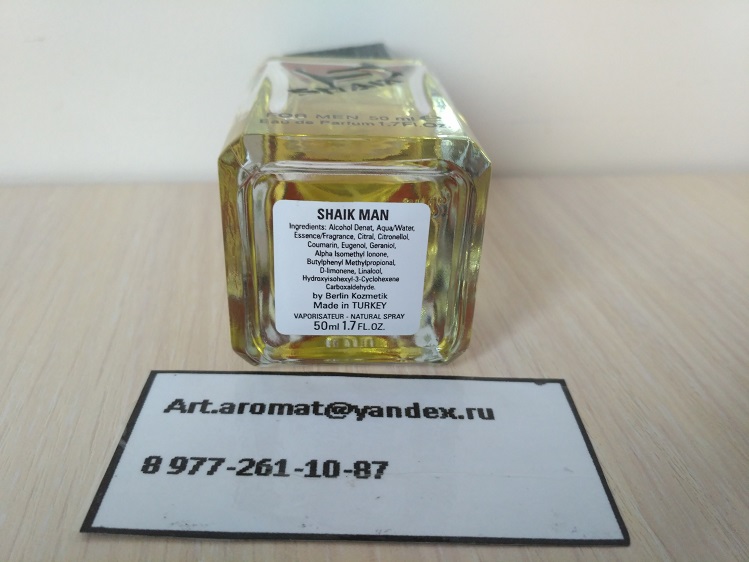 SHAIK
FOR MEN 50 ml
Eau de Parfum 1.7Fl Oz.
SHAIK MAN
Ingredients: Alcohol Denat, Aqua/Water,
Essence/Fragrance, Citral, Citronellol,
Coumarin, Eugenol, Geraniol,
Alpha Isomethyl Ionone,
Butylphenyl Methylpropional,
D-limonene, Linalool,
Hydroxyisohexyl-3-Cyclohexene
Carboxaldehyde.
by Berlin Kozmetik
Made in TURKEY
VAPORISATEUR - NATURAL SPRAY
50ml 1.7 FL.OZ.
Art.aromat@yandex.ru
8 977-261-10-87